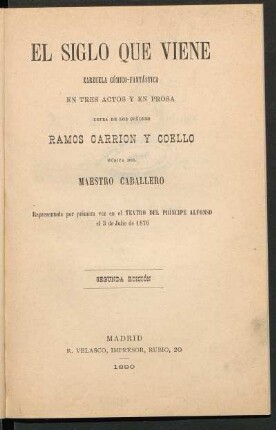 EL SIGLO QUE VIENE
ZARZUELA CÓMICO-FANTÁSTICA
EN TRES ACTOS Y EN PROSA
LETRA DE LOS SEÑORES
RAMOS CARRION Y COELLO
MÚSICA DEL
MAESTRO CABALLERO
Representada por primera vez en el TEATRO DEL PRÍNCIPE ALFONSO
el 3 de Julio de 1876
SEGUNDA EDICIÓN
MADRID
R. VELASCO, IMPRESOR, RUBIO, 20
1890